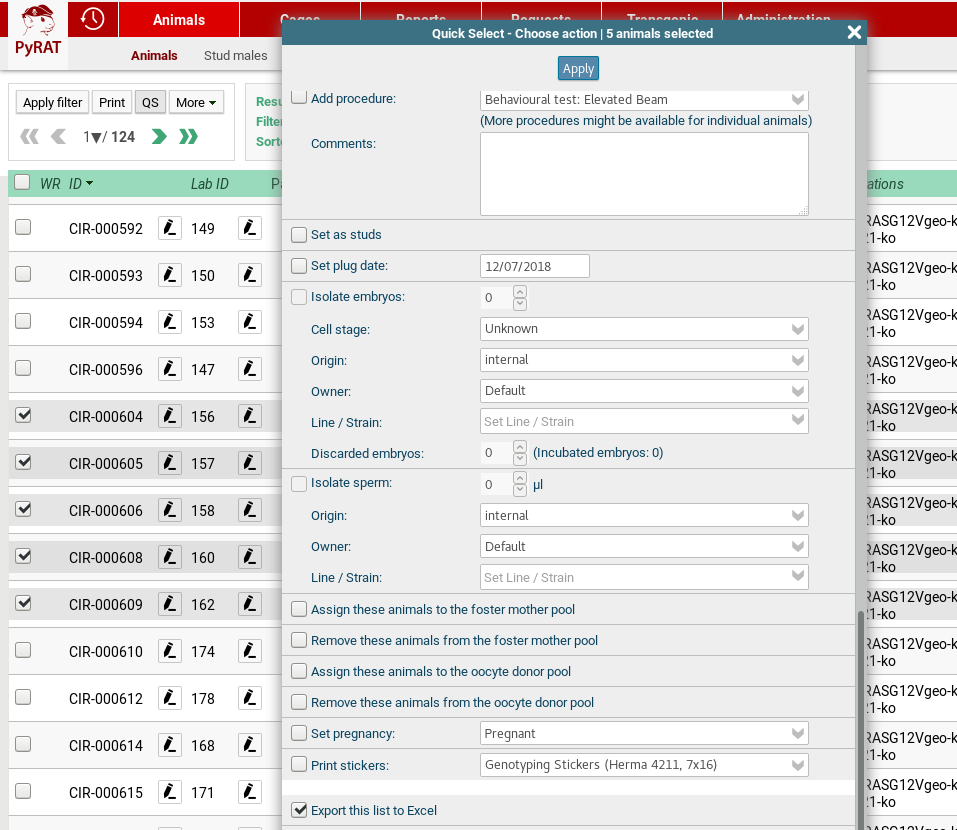 Animals Cages Reports Requests Transgenic Administration
PyRAT
Animals Stud males
Quick Select - Choose action | 5 animals selected
Apply
Apply filter Print QS More
1 / 124
Resu
Filter
Sort
WR ID Lab ID Pa ations
Add procedure: Behavioural test: Elevated Beam
(More procedures might be available for individual animals)
Comments:
Set as studs
Set plug date: 12/07/2018
Isolate embryos: 0
Cell stage: Unknown
Origin: internal
Owner: Default
Line / Strain: Set Line / Strain
Discarded embryos: 0 (Incubated embryos: 0)
Isolate sperm: 0 µl
Origin: internal
Owner: Default
Line / Strain: Set Line / Strain
Assign these animals to the foster mother pool
Remove these animals from the foster mother pool
Assign these animals to the oocyte donor pool
Remove these animals from the oocyte donor pool
Set pregnancy: Pregnant
Print stickers: Genotyping Stickers (Herma 4211, 7x16)
Export this list to Excel
CIR-000592 149
CIR-000593 150
CIR-000594 153
CIR-000596 147
CIR-000604 156
CIR-000605 157
CIR-000606 158
CIR-000608 160
CIR-000609 162
CIR-000610 174
CIR-000612 178
CIR-000614 168
CIR-000615 171
RASG12Vgeo-k
21-ko
RASG12Vgeo-k
21-ko
RASG12Vgeo-k
21-ko
RASG12Vgeo-k
21-ko
RASG12Vgeo-k
21-ko
RASG12Vgeo-k
21-ko
RASG12Vgeo-k
21-ko
RASG12Vgeo-k
21-ko
RASG12Vgeo-k
21-ko
RASG12Vgeo-k
21-ko
RASG12Vgeo-k
21-ko
RASG12Vgeo-k
21-ko
RASG12Vgeo-k
21-ko